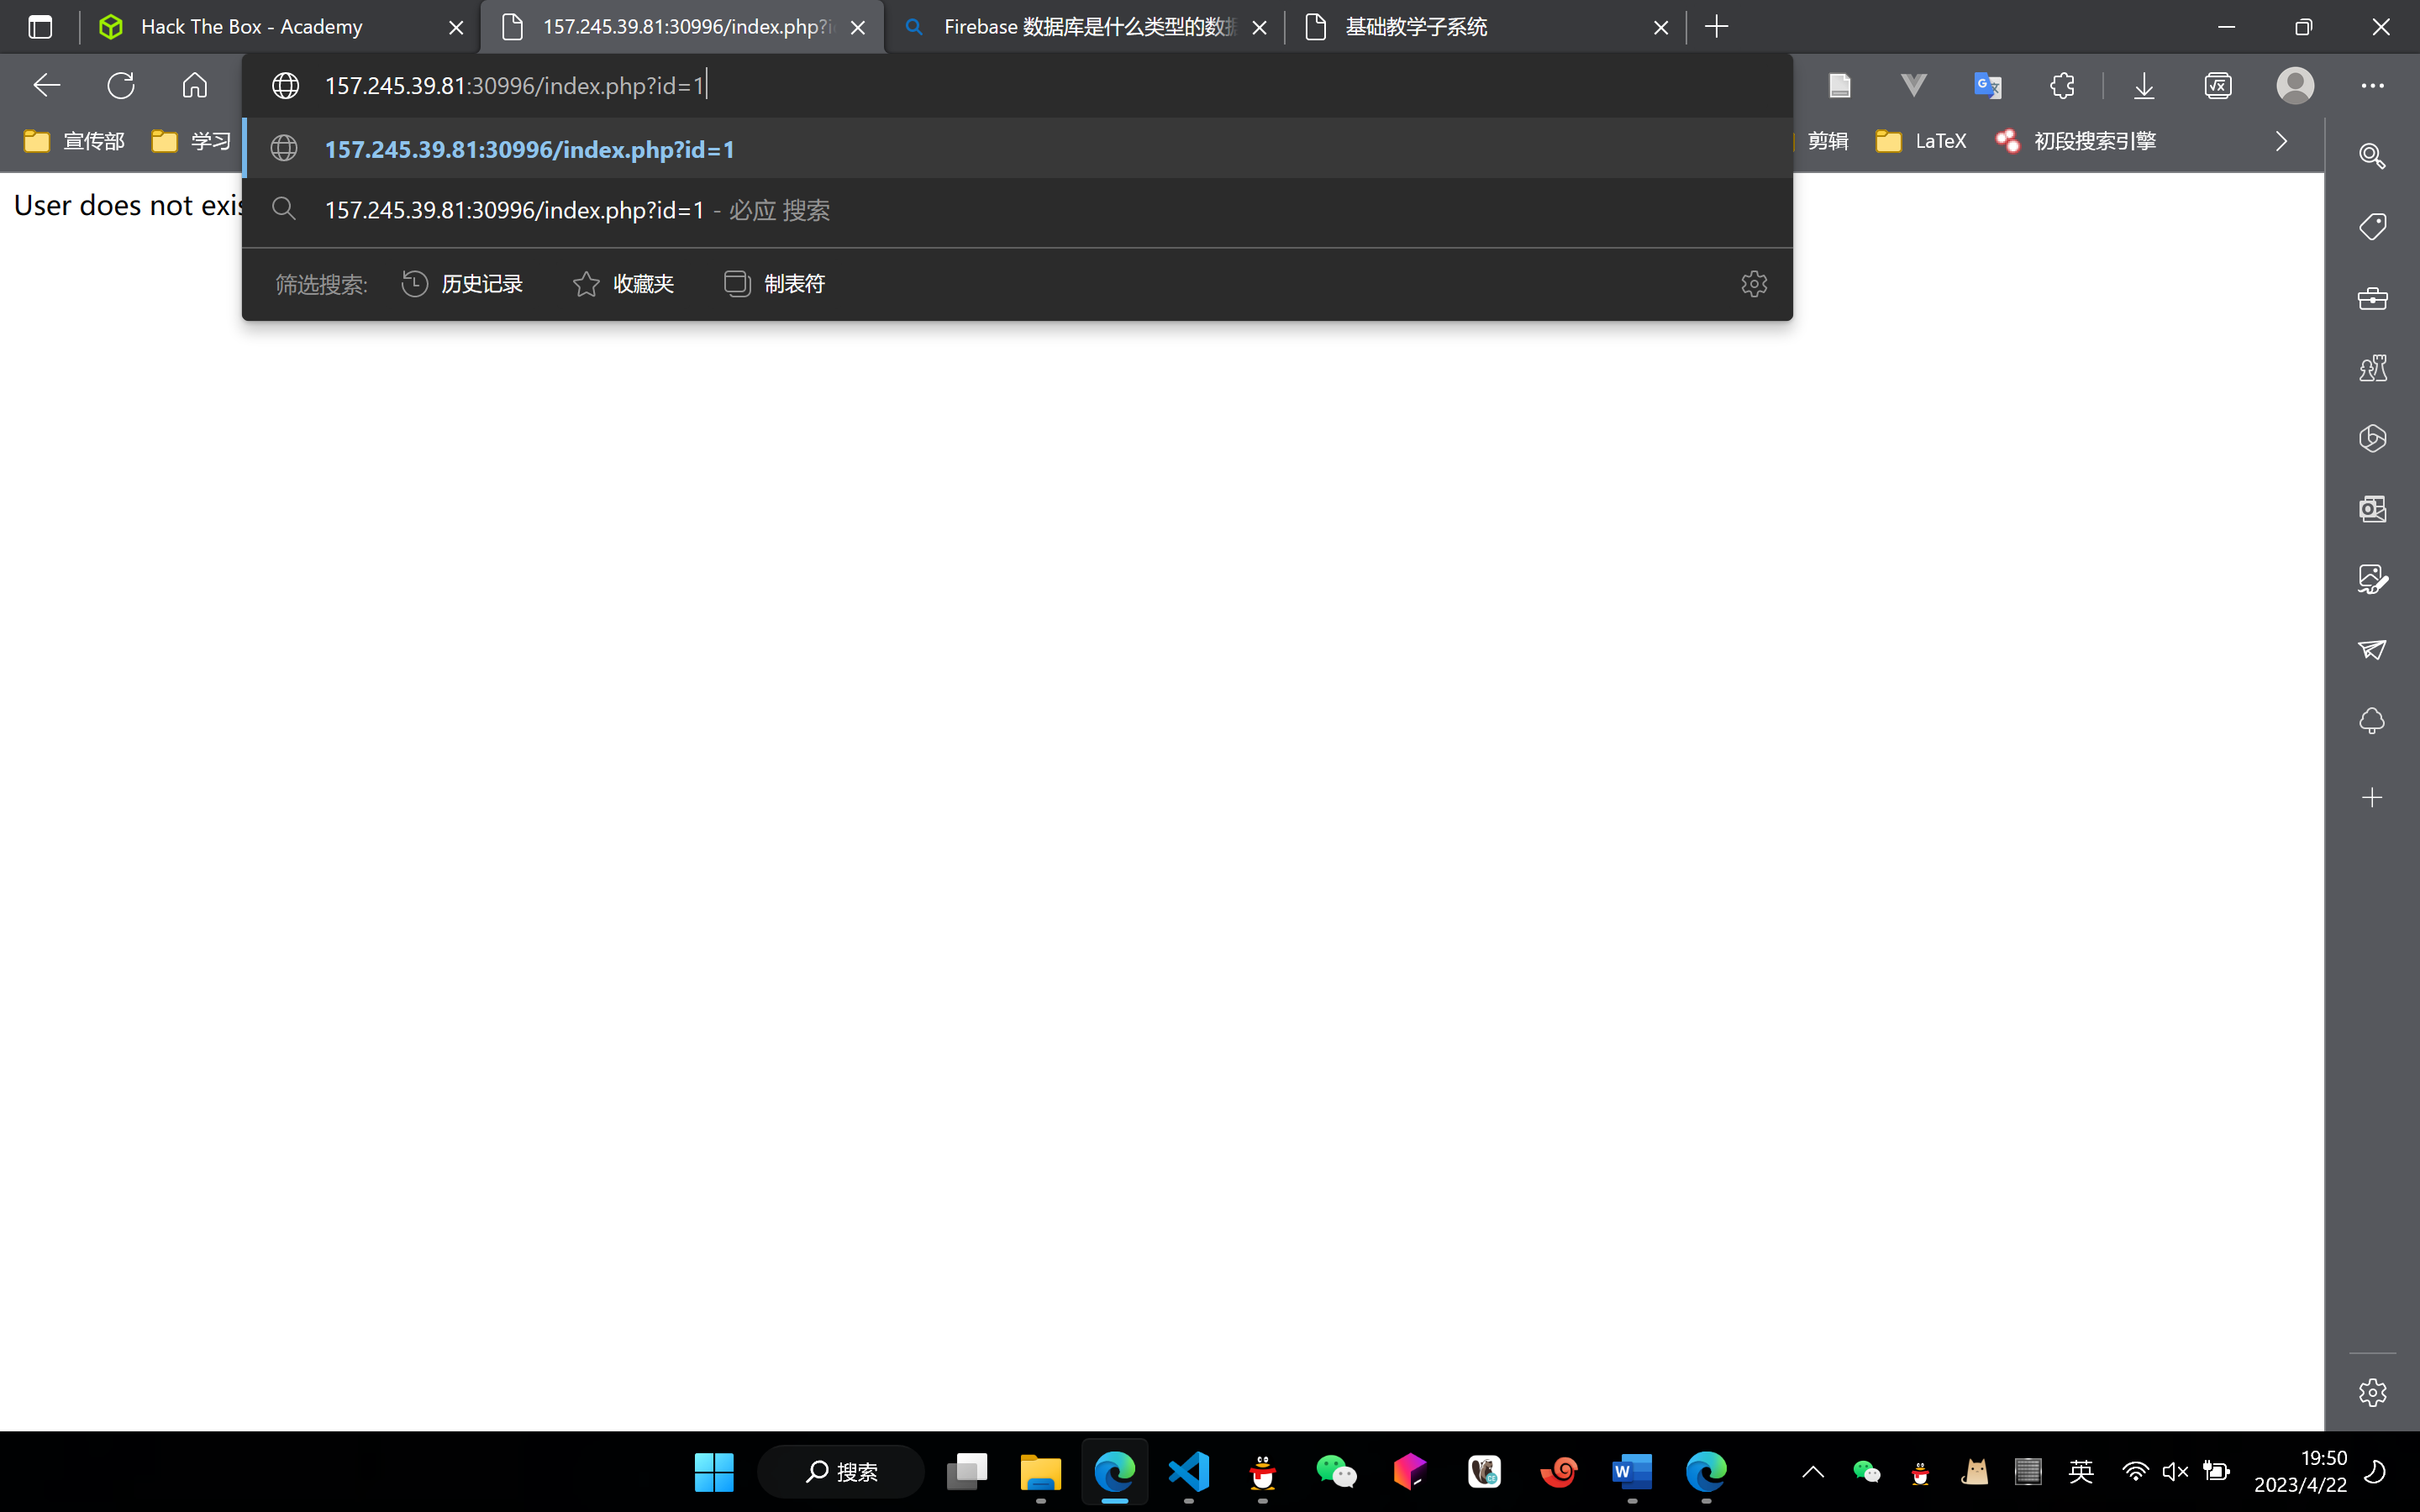 Hack The Box - Academy
157.245.39.81:30996/index.php?i
Firebase 数据库是什么类型的数据
基础教学子系统
157.245.39.81:30996/index.php?id=1
宣传部
学习
剪辑
LaTeX
初段搜索引擎
157.245.39.81:30996/index.php?id=1
User does not exis
157.245.39.81:30996/index.php?id=1 - 必应 搜索
筛选搜索:
历史记录
收藏夹
制表符
搜索
英
19:50
2023/4/22